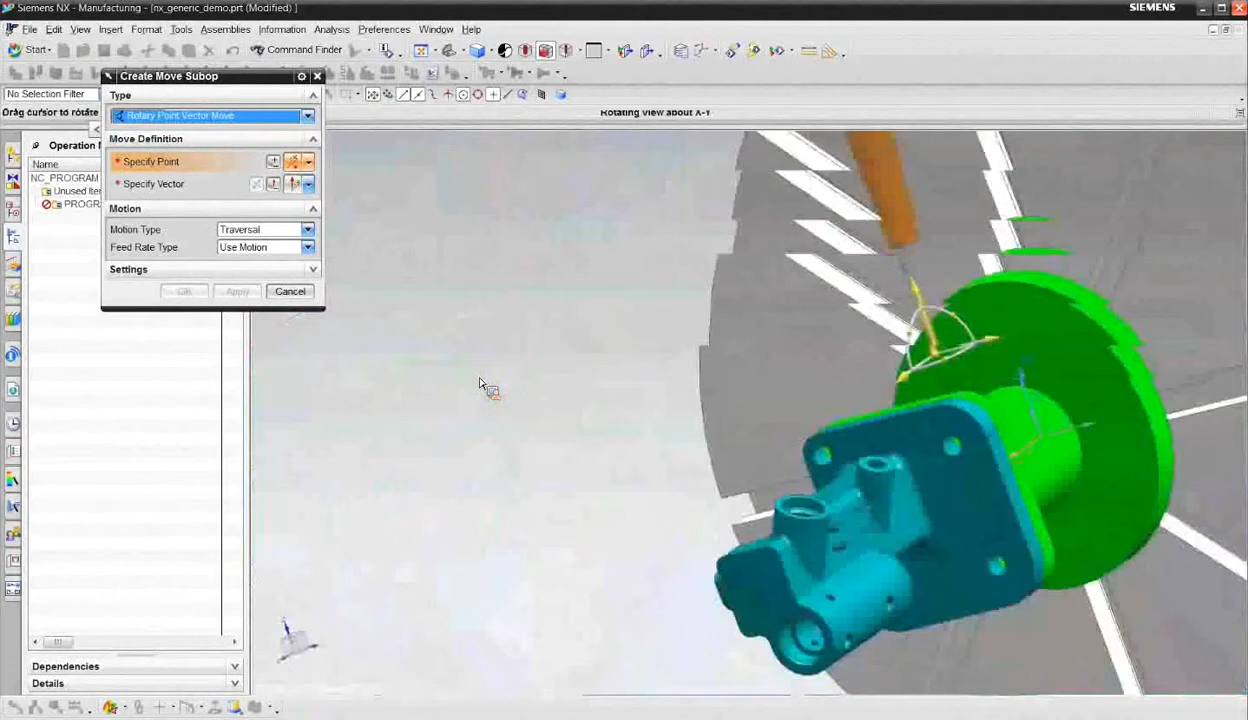 Siemens NX - Manufacturing - [nx_generic_demo.prt (Modified) ]
SIEMENS
File Edit View Insert Format Tools Assemblies Information Analysis Preferences Window Help
Start
Command Finder
Create Move Subop
No Selection Filter
Type
Drag cursor to rotate
Rotating view about X-Y
Rotary Point Vector Move
Operation
Move Definition
Name
Specify Point
NC_PROGRAM
Specify Vector
Unused Ite
PROGR
Motion
Motion Type Traversal
Feed Rate Type Use Motion
Settings
OK Apply Cancel
Dependencies
Details